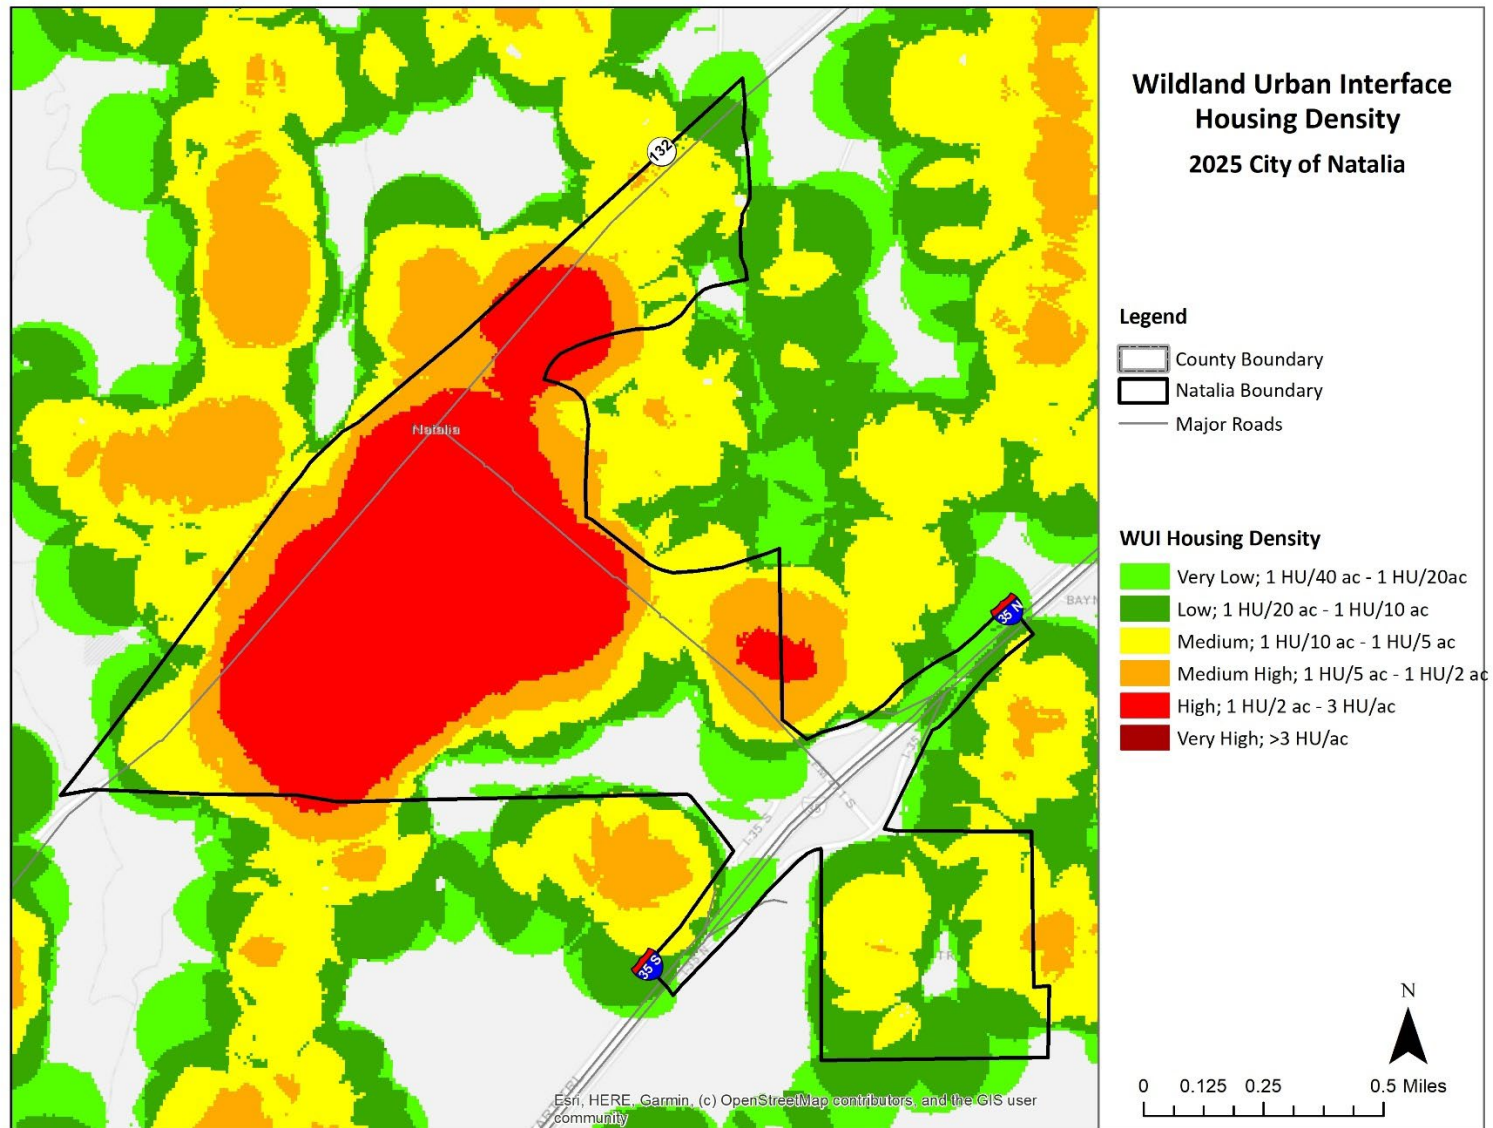 Wildland Urban Interface
Housing Density
2025 City of Natalia
132
Natalia
Legend
County Boundary
Natalia Boundary
Major Roads
WUI Housing Density
Very Low; 1 HU/40 ac - 1 HU/20ac
Low; 1 HU/20 ac - 1 HU/10 ac
Medium; 1 HU/10 ac - 1 HU/5 ac
Medium High; 1 HU/5 ac - 1 HU/2 ac
High; 1 HU/2 ac - 3 HU/ac
Very High; >3 HU/ac
35 N
BAYN
I-35 S
35 S
N
0 0.125 0.25 0.5 Miles
Esri, HERE, Garmin, (c) OpenStreetMap contributors, and the GIS user
community